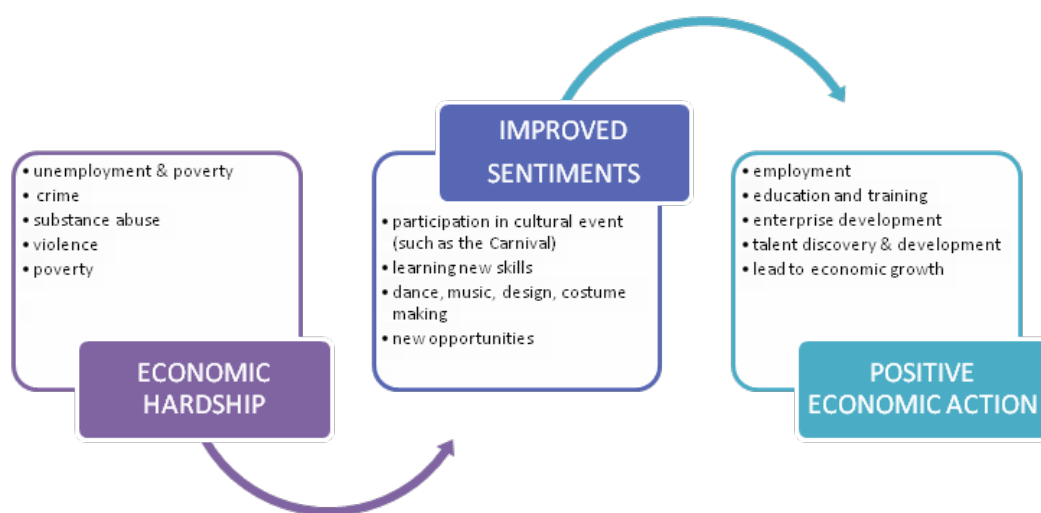 • unemployment & poverty
• crime
• substance abuse
• violence
• poverty
ECONOMIC
HARDSHIP
IMPROVED
SENTIMENTS
• participation in cultural event
(such as the Carnival)
• learning new skills
• dance, music, design, costume
making
• new opportunities
• employment
• education and training
• enterprise development
• talent discovery & development
• lead to economic growth
POSITIVE
ECONOMIC ACTION